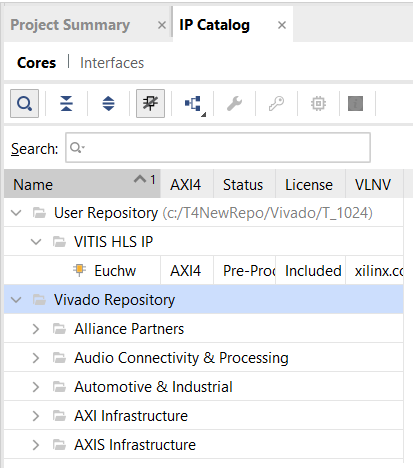 Project Summary × IP Catalog ×
Cores | Interfaces
Search:
Name 1 AXI4 Status License VLNV
User Repository (c:/T4NewRepo/Vivado/T_1024)
VITIS HLS IP
Euchw AXI4 Pre-Proc Included xilinx.co
Vivado Repository
Alliance Partners
Audio Connectivity & Processing
Automotive & Industrial
AXI Infrastructure
AXIS Infrastructure